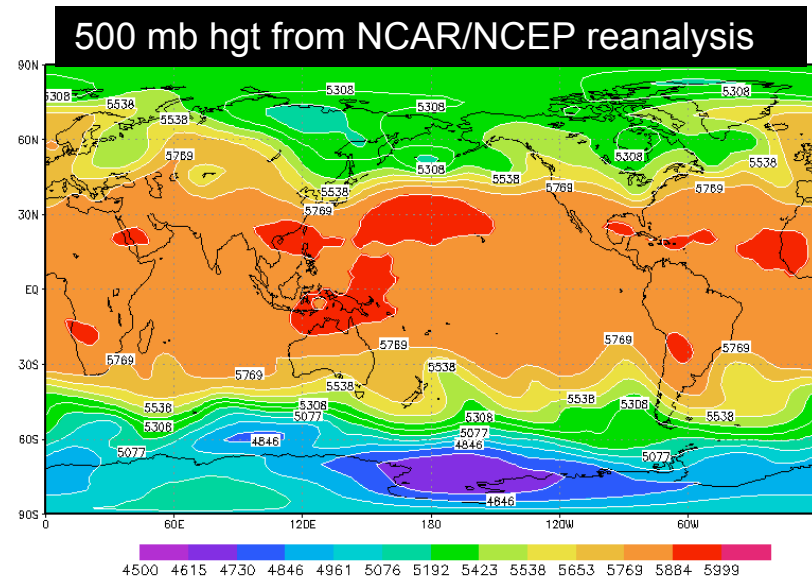 500 mb hgt from NCAR/NCEP reanalysis
90N
5308 5538 5308 5308 5538
5538
60N
5769 5308 5308
5538 5538 5538
5769 5769 5769
30N
EQ
30S
5769 5769 5769 5769 5769
5538 5538
5538 5538 5308 5538
5308 5308 5308
5077 5077
60S
4846 4846
5077 5077
4846
90S
0 60E 120E 180 120W 60W
4500 4615 4730 4846 4961 5076 5192 5423 5538 5653 5769 5884 5999